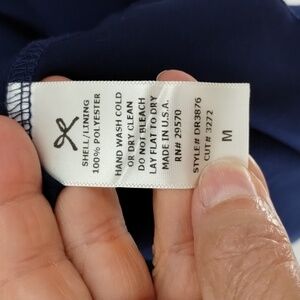 SHELL/LINING
100% POLYESTER
HAND WASH COLD
OR DRY CLEAN
DO NOT BLEACH
LAY FLAT TO DRY
MADE IN U.S.A.
RN# 29570
STYLE# DR3876
CUT# 3272
M